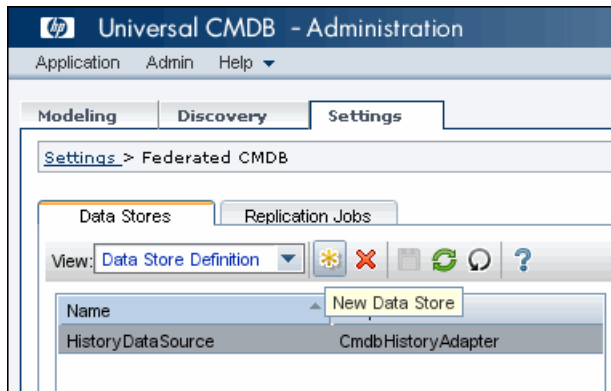 hp Universal CMDB - Administration
Application Admin Help
Modeling Discovery Settings
Settings > Federated CMDB
Data Stores Replication Jobs
View: Data Store Definition ?
Name New Data Store
HistoryDataSource CmdbHistoryAdapter